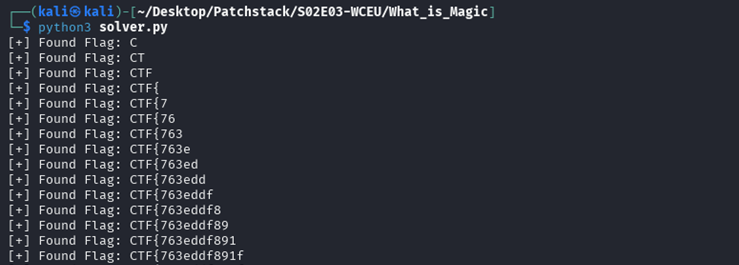 ┌──(kali㉿kali)-[~/Desktop/Patchstack/S02E03-WCEU/What_is_Magic]
└─$ python3 solver.py
[+] Found Flag: C
[+] Found Flag: CT
[+] Found Flag: CTF
[+] Found Flag: CTF{
[+] Found Flag: CTF{7
[+] Found Flag: CTF{76
[+] Found Flag: CTF{763
[+] Found Flag: CTF{763e
[+] Found Flag: CTF{763ed
[+] Found Flag: CTF{763edd
[+] Found Flag: CTF{763eddf
[+] Found Flag: CTF{763eddf8
[+] Found Flag: CTF{763eddf89
[+] Found Flag: CTF{763eddf891
[+] Found Flag: CTF{763eddf891f